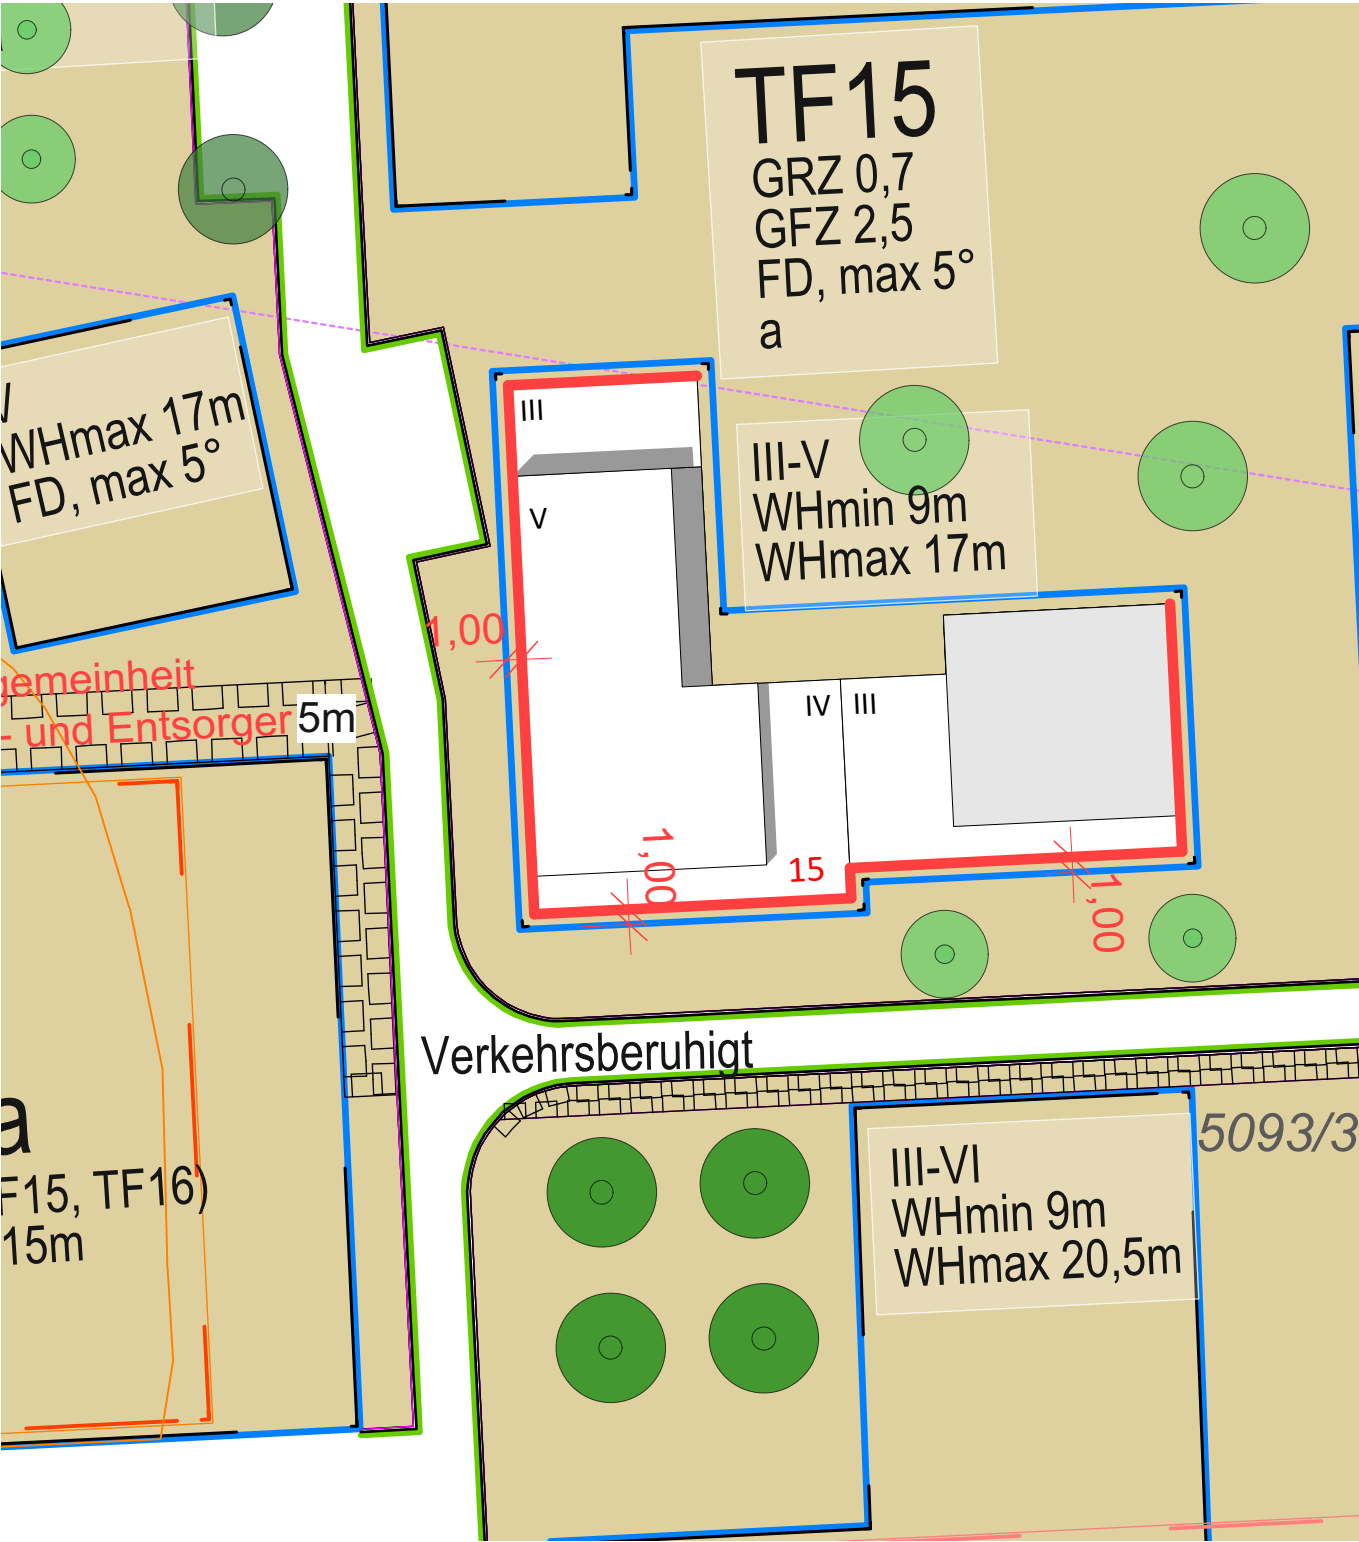 TF15
GRZ 0,7
GFZ 2,5
FD, max 5°
a
V
WHmax 17m
FD, max 5°
III
V
III-V
WHmin 9m
WHmax 17m
1,00
gemeinheit
- und Entsorger
5m
IV
III
1,00
15
1,00
Verkehrsberuhigt
a
F15, TF16)
15m
5093/3
III-VI
WHmin 9m
WHmax 20,5m